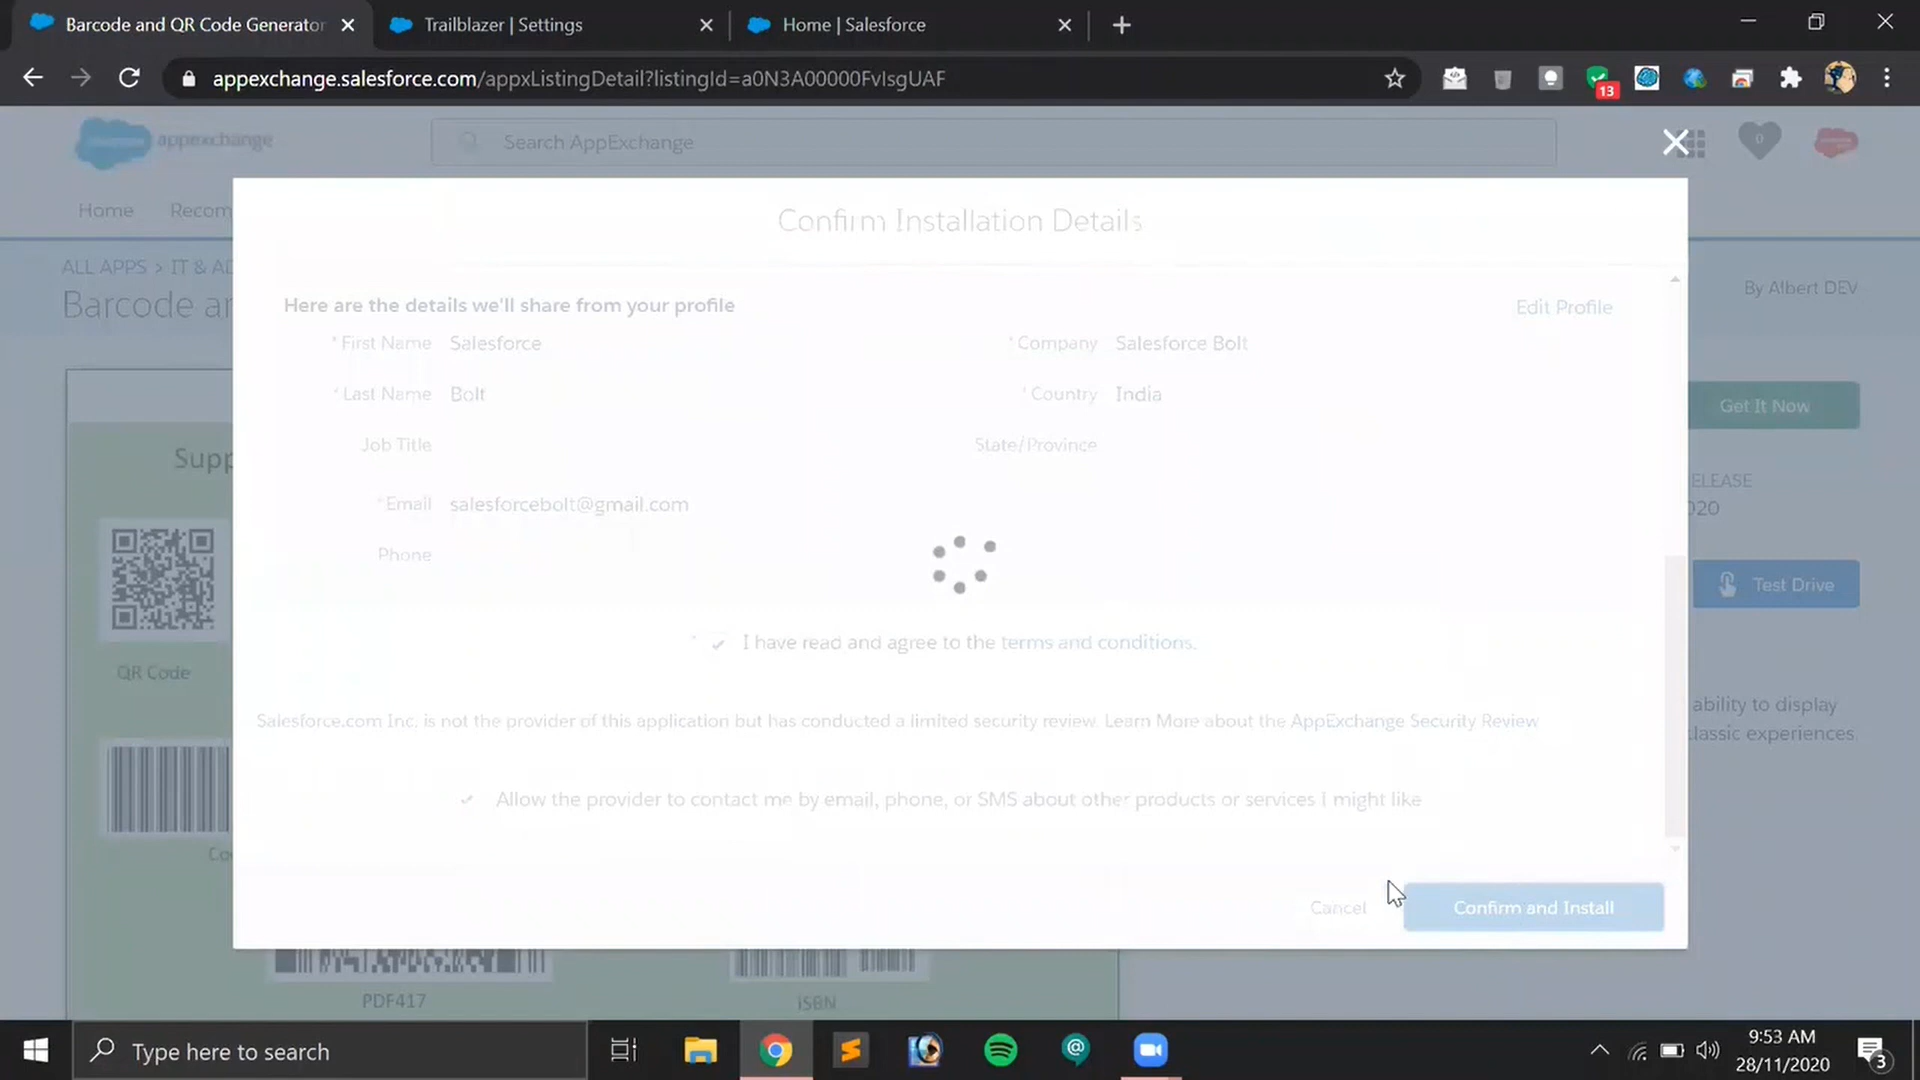 Barcode and QR Code Generator
Trailblazer | Settings
Home | Salesforce
appexchange.salesforce.com/appxListingDetail?listingId=a0N3A00000FvIsgUAF
13
appexchange
Search AppExchange
0
Home
Recom
ALL APPS > IT & AD
Barcode an
By Albert DEV
Confirm Installation Details
Here are the details we'll share from your profile
Edit Profile
* First Name Salesforce
* Company Salesforce Bolt
* Last Name Bolt
* Country India
Job Title
State/Province
* Email salesforcebolt@gmail.com
Phone
* I have read and agree to the terms and conditions.
Salesforce.com Inc. is not the provider of this application but has conducted a limited security review. Learn More about the AppExchange Security Review
Allow the provider to contact me by email, phone, or SMS about other products or services I might like
Cancel
Confirm and Install
Get It Now
ELEASE
2020
Test Drive
ability to display
classic experiences.
Supp
QR Code
Co
PDF417
ISBN
Type here to search
9:53 AM
28/11/2020
3